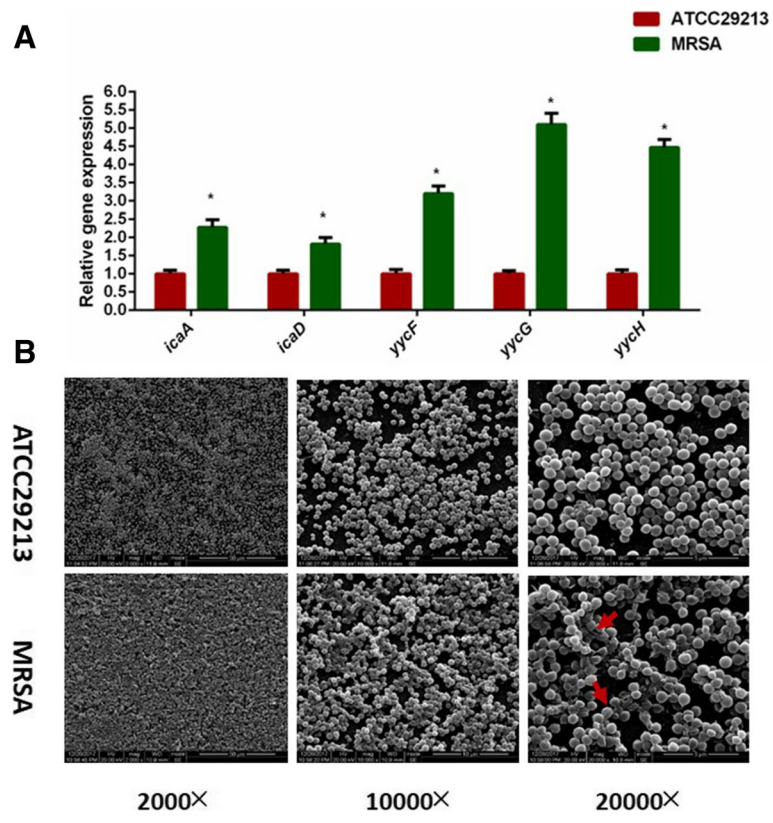 A
ATCC29213
MRSA
Relative gene expression
6.0
5.5
5.0
4.5
4.0
3.5
3.0
2.5
2.0
1.5
1.0
0.5
0.0
* * * * *
icaA icaD yycF yycG yycH
B
ATCC29213
MRSA
2000× 10000× 20000×